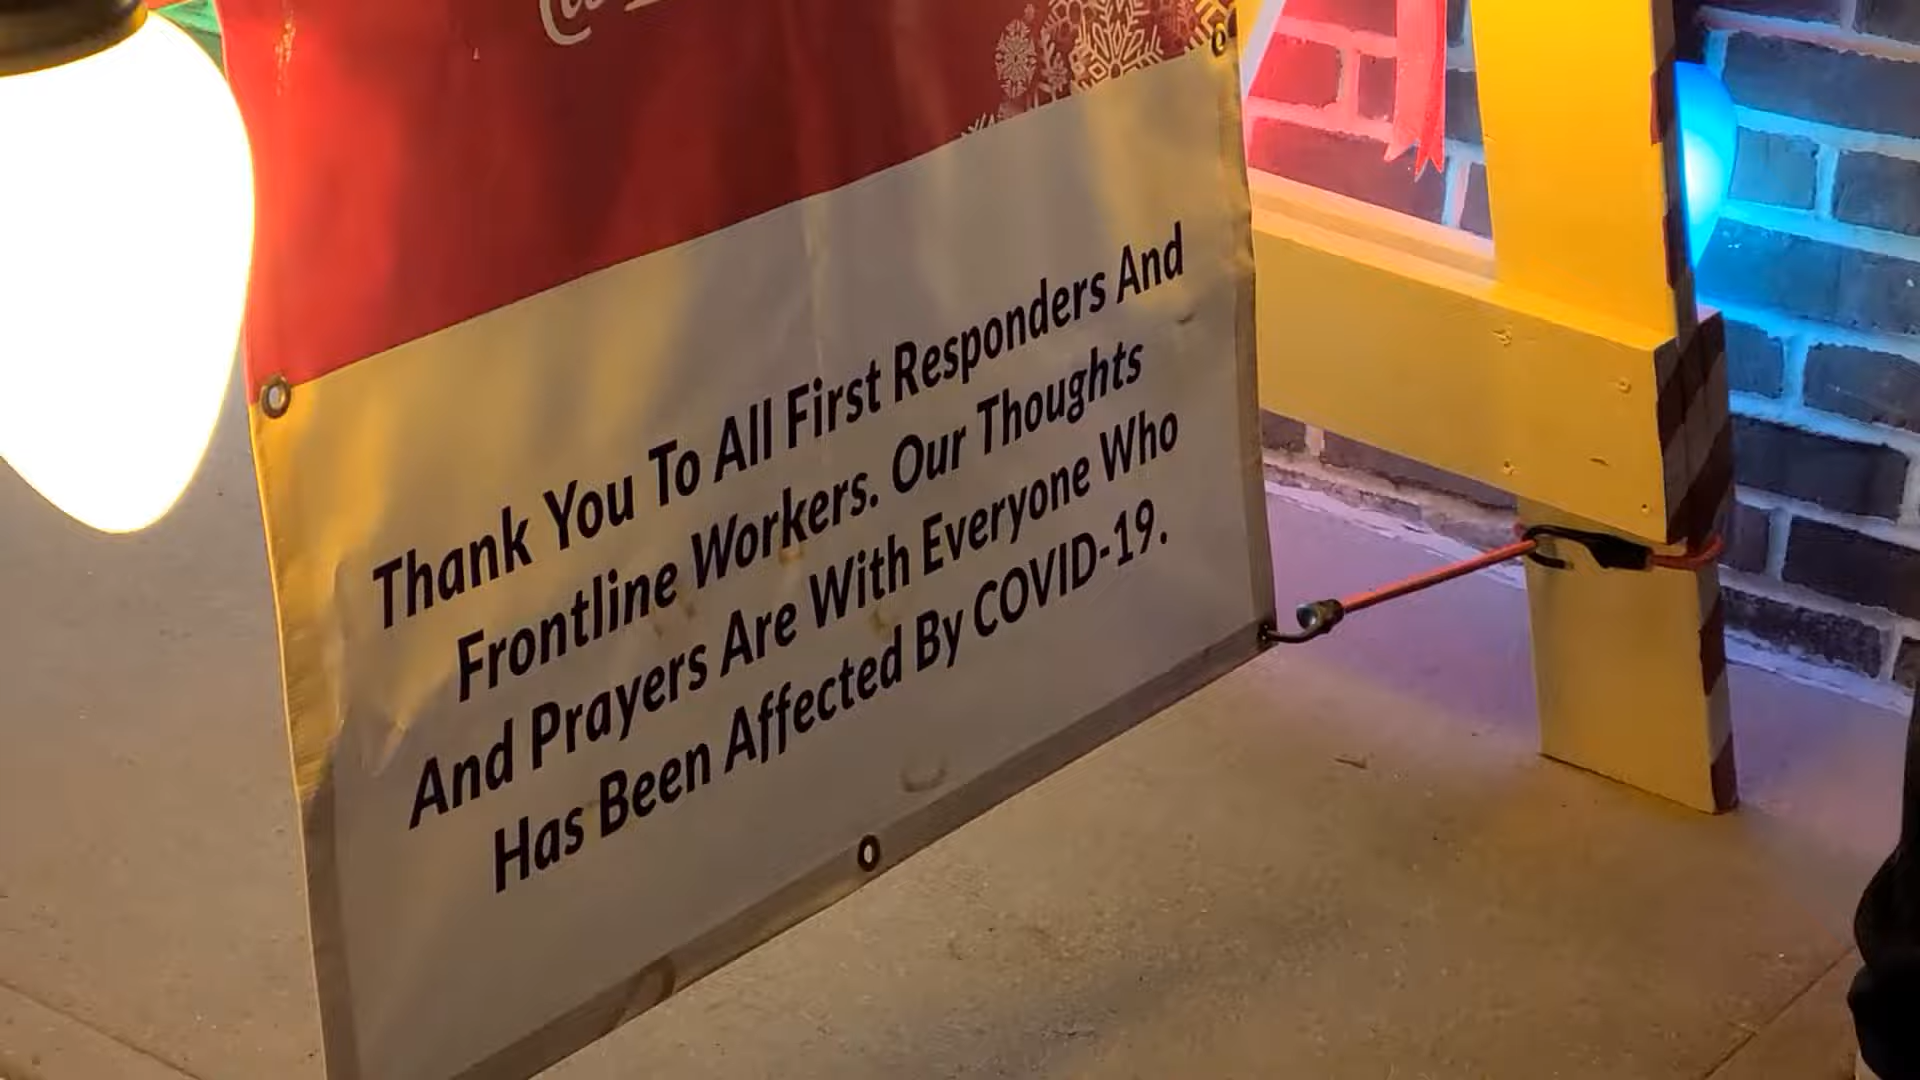 Thank You To All First Responders And
Frontline Workers. Our Thoughts
And Prayers Are With Everyone Who
Has Been Affected By COVID-19.